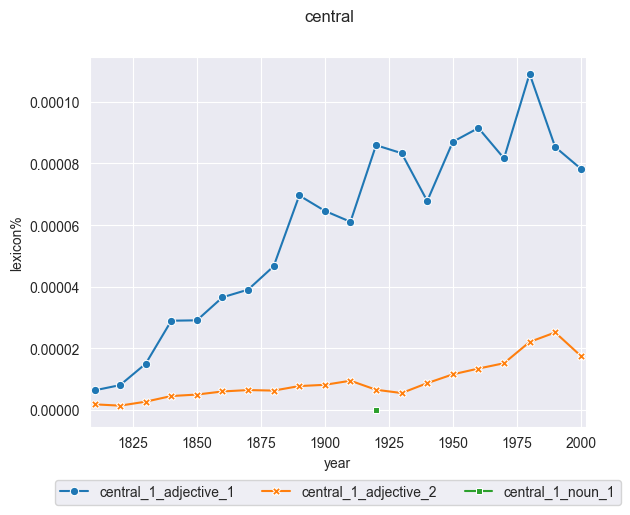 central
0.00010
0.00008
0.00006
0.00004
0.00002
0.00000
lexicon%
1825 1850 1875 1900 1925 1950 1975 2000
year
central_1_adjective_1 central_1_adjective_2 central_1_noun_1